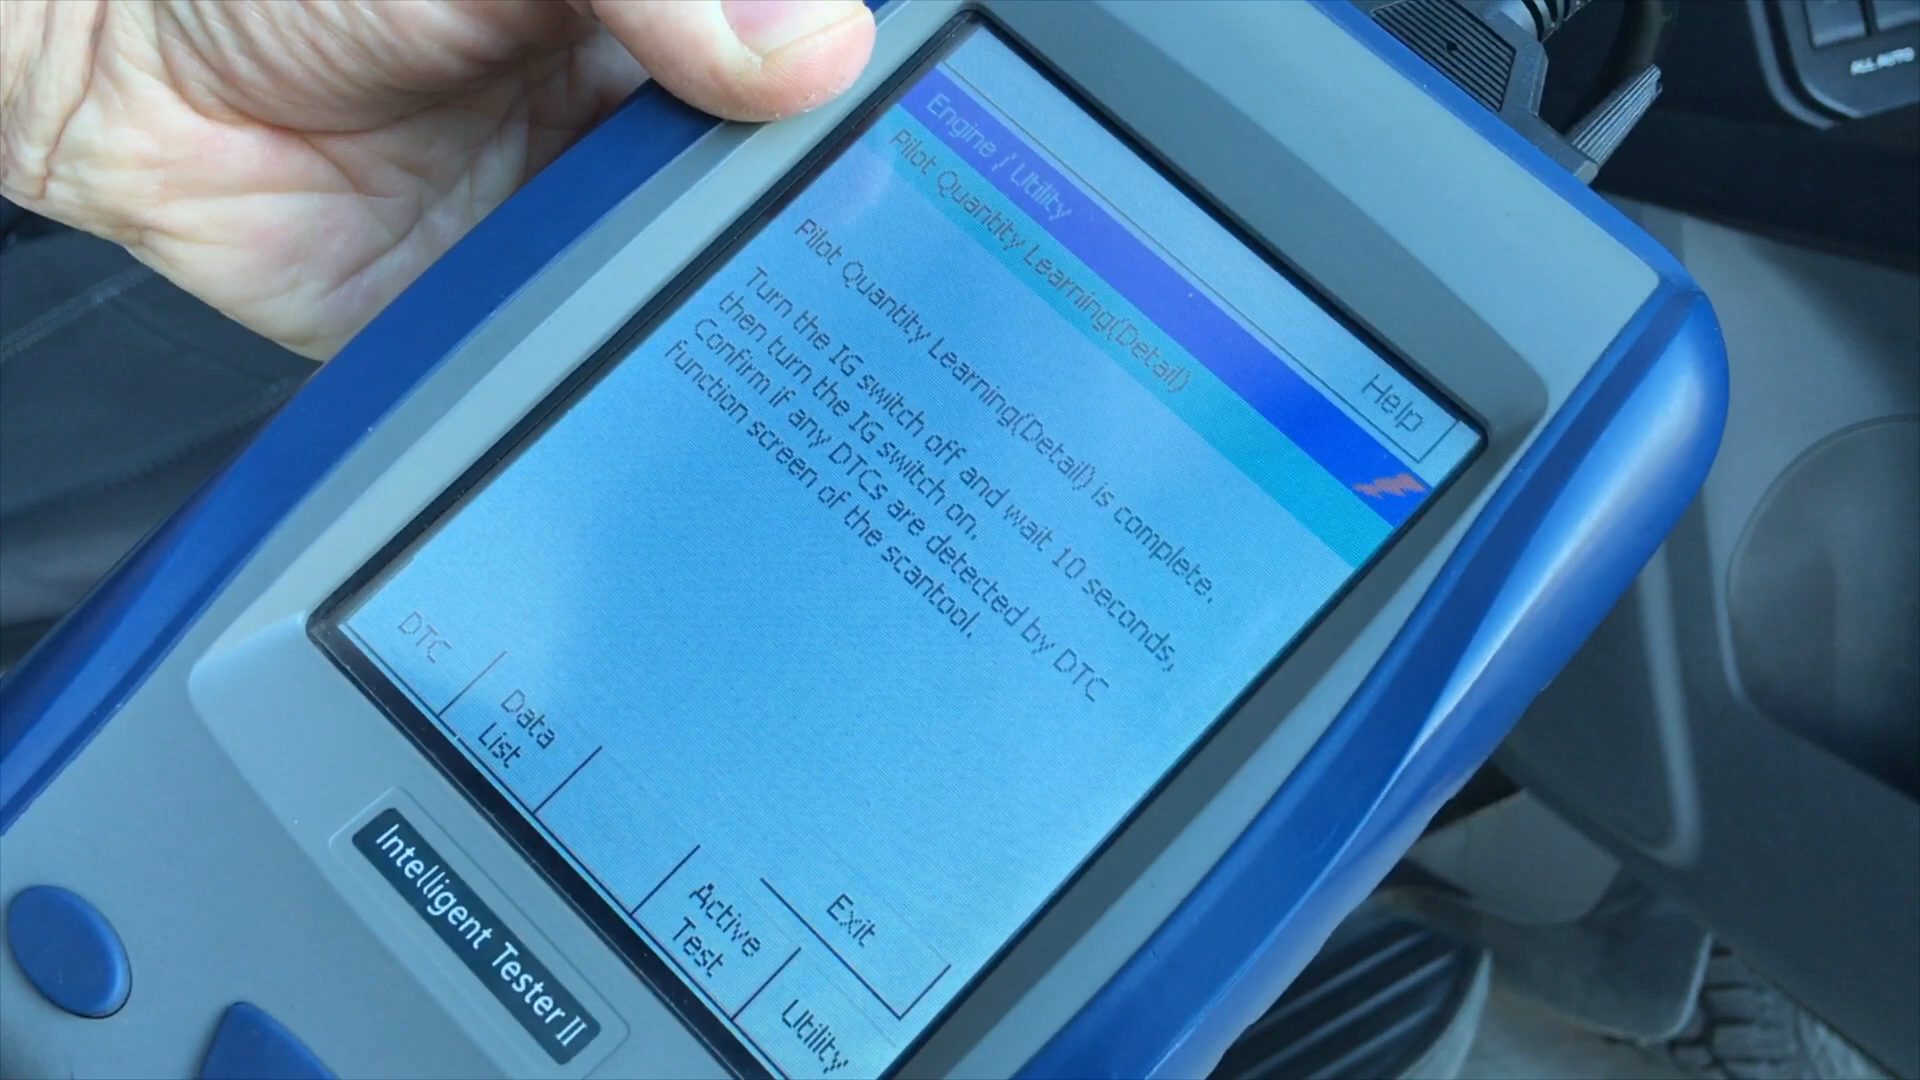 Help
Engine / Utility
Pilot Quantity Learning(Detail)
Pilot Quantity Learning(Detail) is complete.
Turn the IG switch off and wait 10 seconds,
then turn the IG switch on.
Confirm if any DTCs are detected by DTC
function screen of the scantool.
Exit
DTC
Data
List
Active
Test
Utility
Intelligent Tester II
ALL AUTO